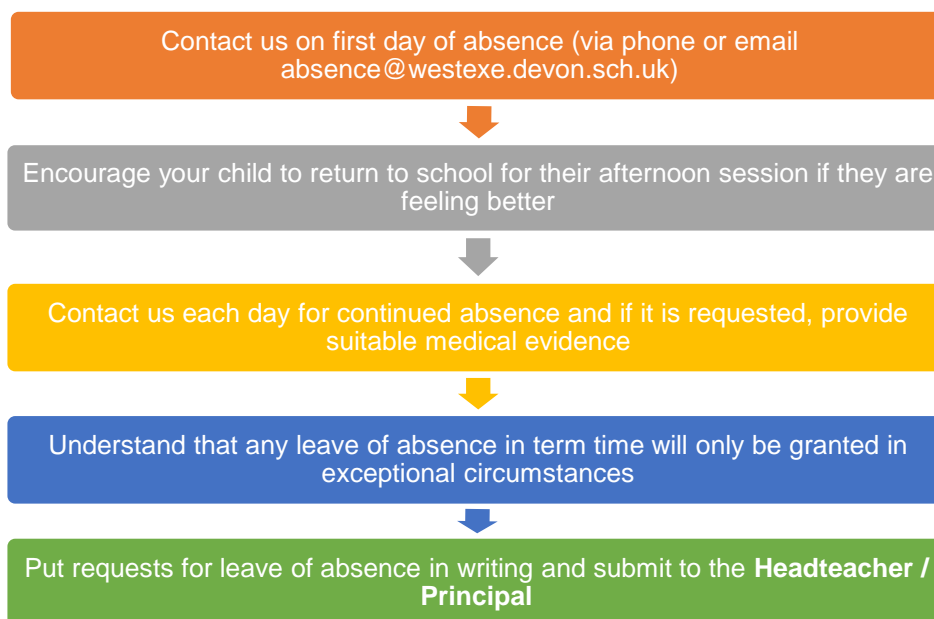 Contact us on first day of absence (via phone or email
absence@westexe.devon.sch.uk)
Encourage your child to return to school for their afternoon session if they are
feeling better
Contact us each day for continued absence and if it is requested, provide
suitable medical evidence
Understand that any leave of absence in term time will only be granted in
exceptional circumstances
Put requests for leave of absence in writing and submit to the Headteacher /
Principal